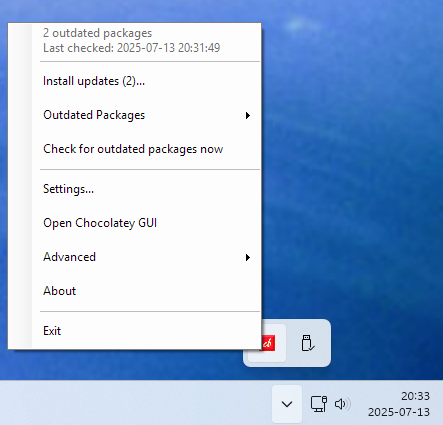 2 outdated packages
Last checked: 2025-07-13 20:31:49
Install updates (2)...
Outdated Packages
Check for outdated packages now
Settings...
Open Chocolatey GUI
Advanced
About
Exit
20:33
2025-07-13